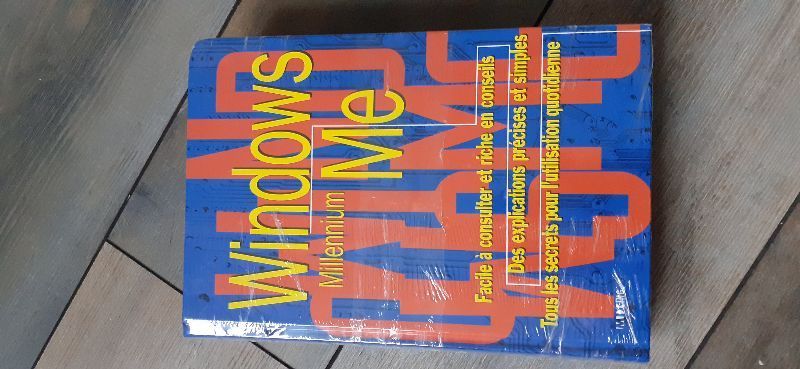 Windows
Millennium Me
Facile à consulter et riche en conseils
Des explications précises et simples
Tous les secrets pour l'utilisation quotidienne